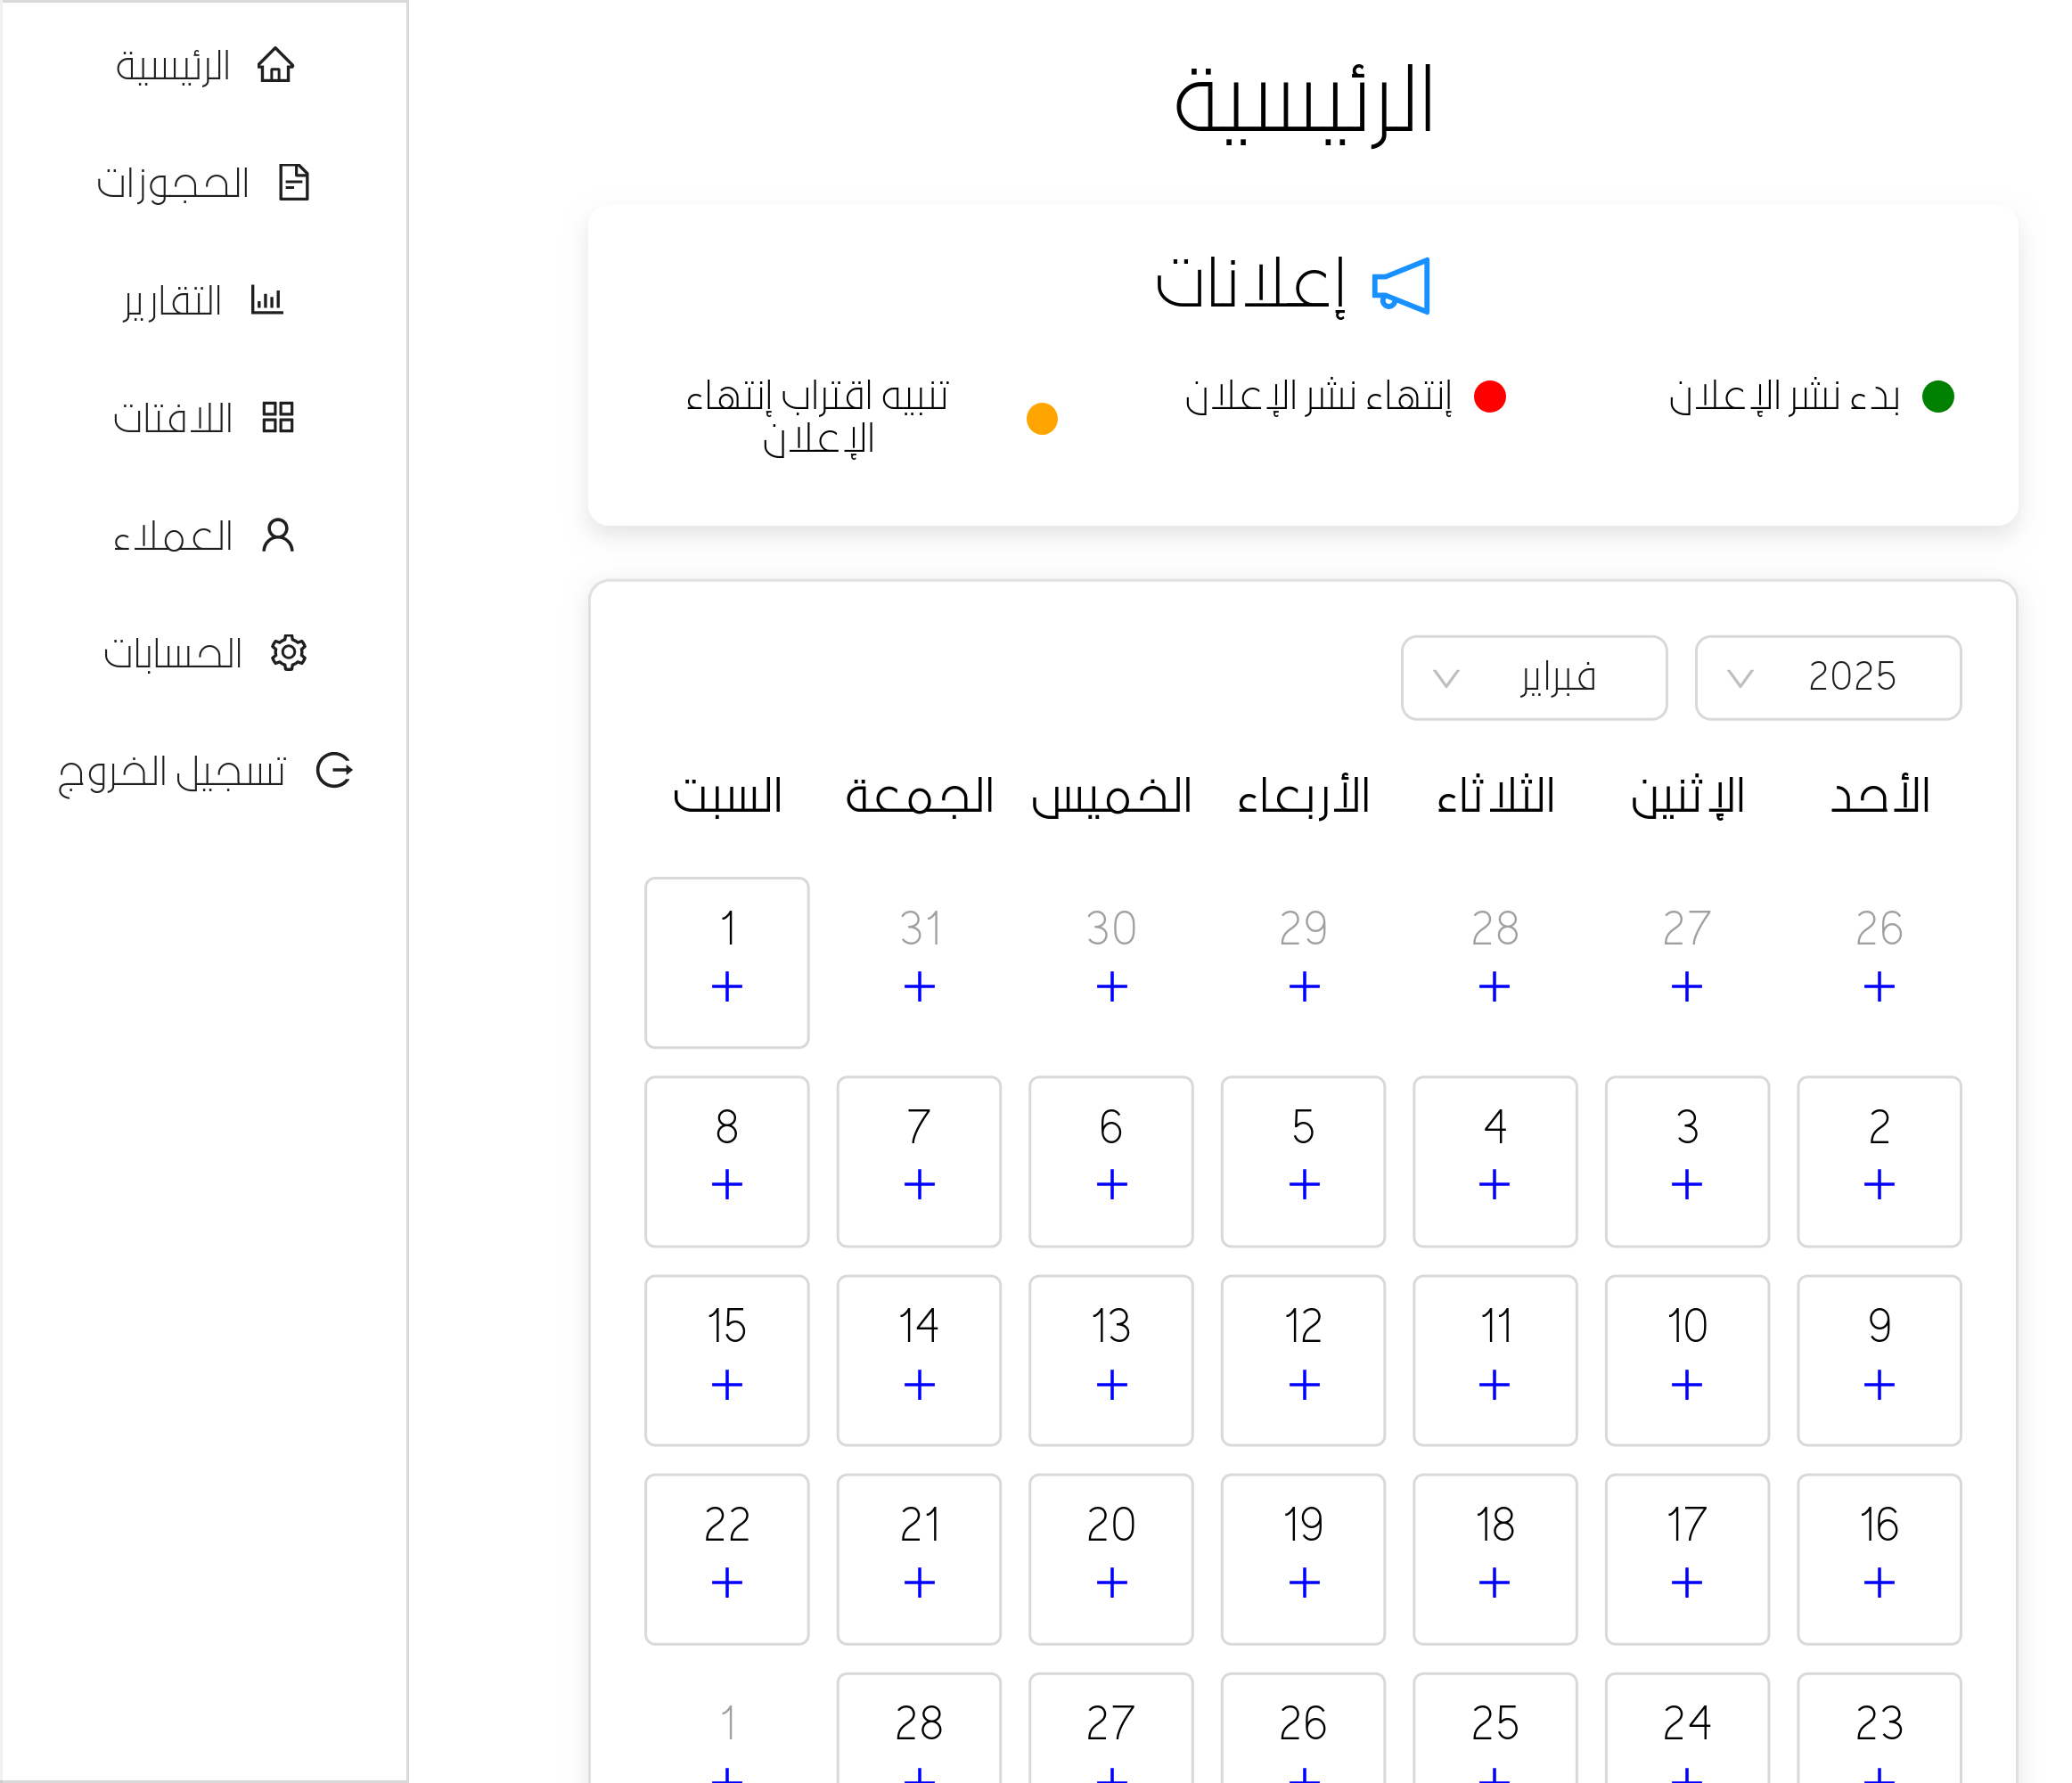 الرئيسية
الحجوزات
التقارير
اللافتات
العملاء
الحسابات
تسجيل الخروج
الرئيسية
إعلانات
بدء نشر الإعلان
إنتهاء نشر الإعلان
تنبيه اقتراب إنتهاء
الإعلان
2025 فبراير
الأحد الإثنين الثلاثاء الأربعاء الخميس الجمعة السبت
26 27 28 29 30 31 1
+ + + + + + +
2 3 4 5 6 7 8
+ + + + + + +
9 10 11 12 13 14 15
+ + + + + + +
16 17 18 19 20 21 22
+ + + + + + +
23 24 25 26 27 28 1
+ + + + + + +